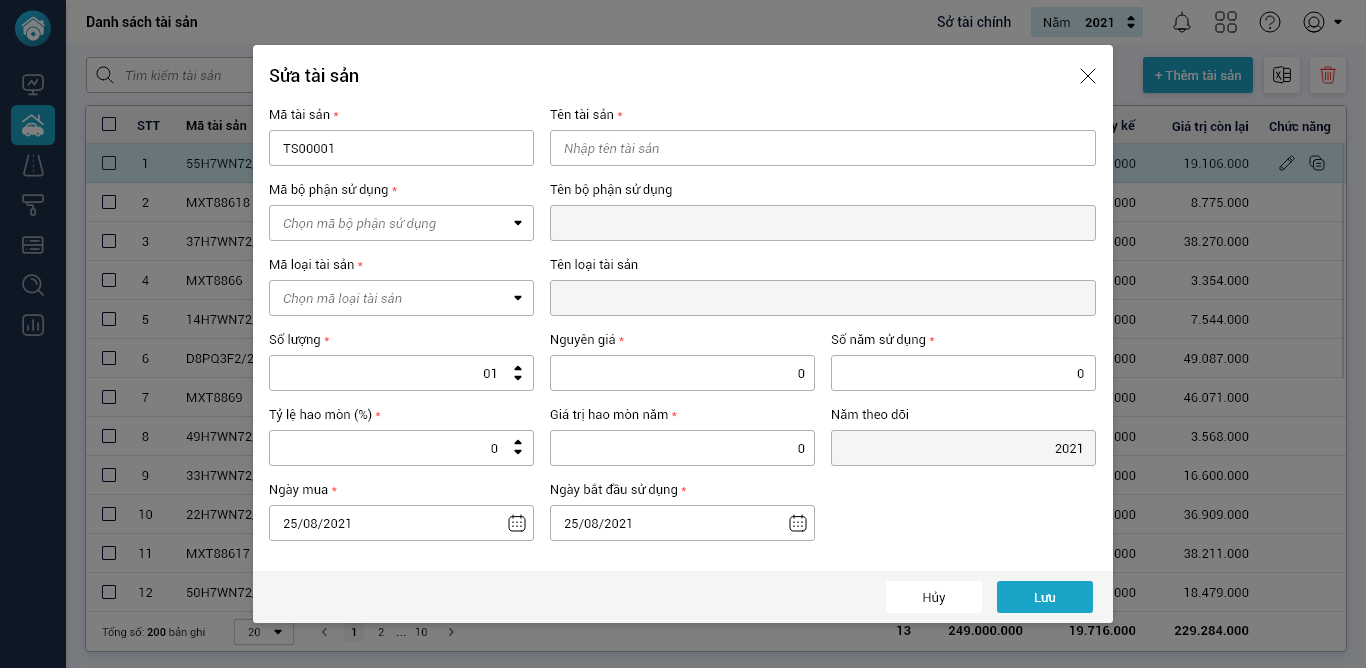 Danh sách tài sản
Sở tài chính
Năm 2021
Tìm kiếm tài sản
+ Thêm tài sản
STT Mã tài sản
Giá trị còn lại Chức năng
1 55H7WN72 19.106.000
2 MXT88618 000 8.775.000
3 37H7WN72 000 38.270.000
4 MXT8866 000 3.354.000
5 14H7WN72 000 7.544.000
6 D8PQ3F2/2 000 49.087.000
7 MXT8869 000 46.071.000
8 49H7WN72 000 3.568.000
9 33H7WN72 000 16.600.000
10 22H7WN72 000 36.909.000
11 MXT88617 000 38.211.000
12 50H7WN72 000 18.479.000
Tổng số: 200 bản ghi 20 1 2 ... 10 13 249.000.000 19.716.000 229.284.000
Sửa tài sản
Mã tài sản * Tên tài sản *
TS00001 Nhập tên tài sản
Mã bộ phận sử dụng * Tên bộ phận sử dụng
Chọn mã bộ phận sử dụng
Mã loại tài sản * Tên loại tài sản
Chọn mã loại tài sản
Số lượng * Nguyên giá * Số năm sử dụng *
01 0 0
Tỷ lệ hao mòn (%) * Giá trị hao mòn năm * Năm theo dõi
0 0 2021
Ngày mua * Ngày bắt đầu sử dụng *
25/08/2021 25/08/2021
Hủy Lưu